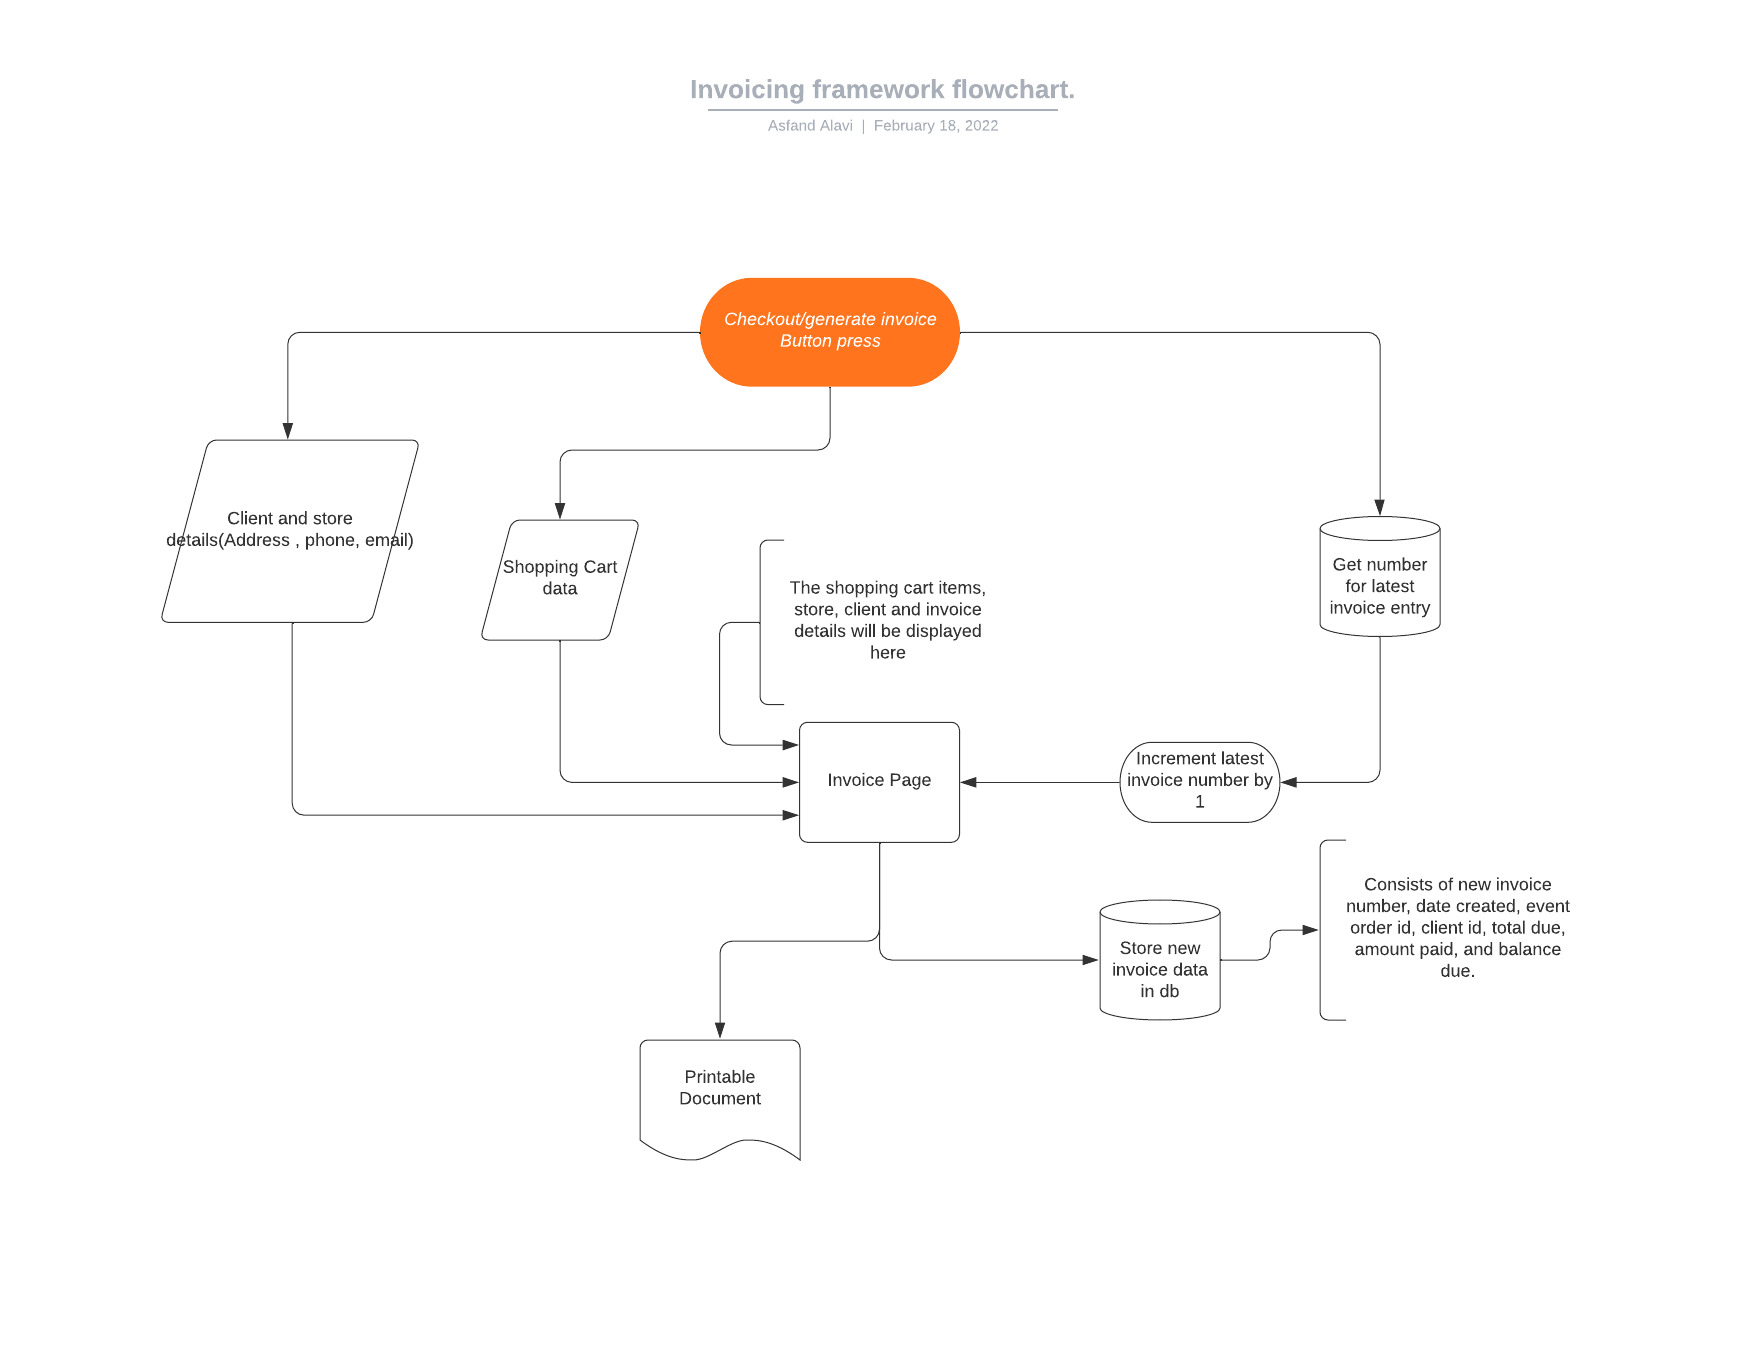 Invoicing framework flowchart.
Asfand Alavi | February 18, 2022
Checkout/generate invoice
Button press
Client and store
details(Address , phone, email)
Shopping Cart
data
The shopping cart items,
store, client and invoice
details will be displayed
here
Get number
for latest
invoice entry
Invoice Page
Increment latest
invoice number by
1
Store new
invoice data
in db
Consists of new invoice
number, date created, event
order id, client id, total due,
amount paid, and balance
due.
Printable
Document